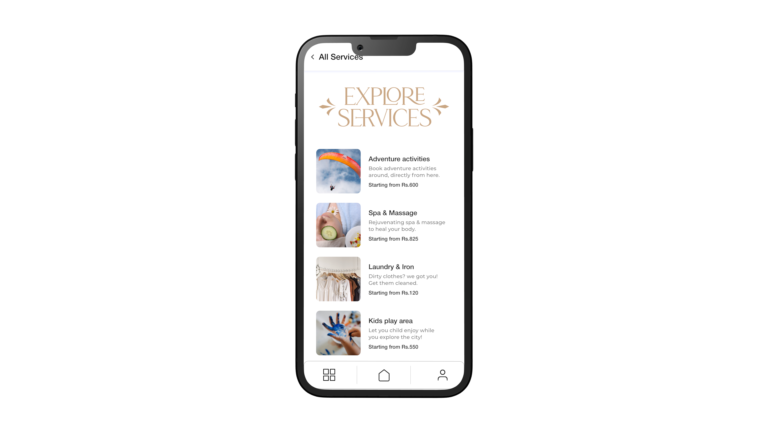 All Services
EXPLORE
SERVICES
Adventure activities
Book adventure activities
around, directly from here.
Starting from Rs.600
Spa & Massage
Rejuvenating spa & massage
to heal your body.
Starting from Rs.825
Laundry & Iron
Dirty clothes? we got you!
Get them cleaned.
Starting from Rs.120
Kids play area
Let you child enjoy while
you explore the city!
Starting from Rs.550